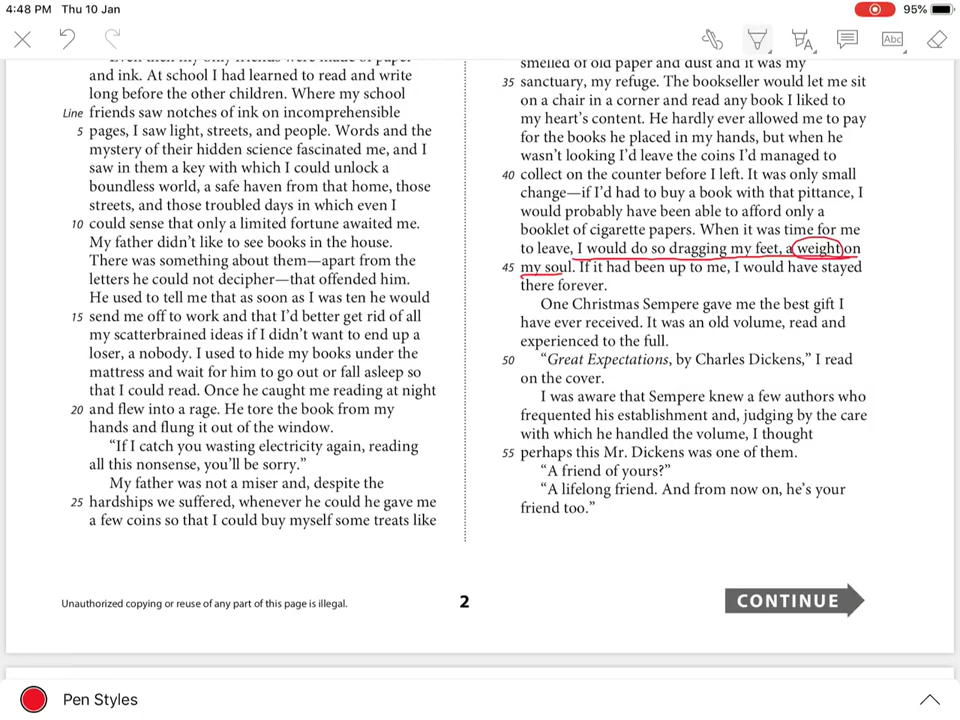 4:48 PM Thu 10 Jan
95%
Abc
and ink. At school I had learned to read and write
long before the other children. Where my school
Line friends saw notches of ink on incomprehensible
5 pages, I saw light, streets, and people. Words and the
mystery of their hidden science fascinated me, and I
saw in them a key with which I could unlock a
boundless world, a safe haven from that home, those
streets, and those troubled days in which even I
10 could sense that only a limited fortune awaited me.
My father didn’t like to see books in the house.
There was something about them—apart from the
letters he could not decipher—that offended him.
He used to tell me that as soon as I was ten he would
15 send me off to work and that I’d better get rid of all
my scatterbrained ideas if I didn’t want to end up a
loser, a nobody. I used to hide my books under the
mattress and wait for him to go out or fall asleep so
that I could read. Once he caught me reading at night
20 and flew into a rage. He tore the book from my
hands and flung it out of the window.
“If I catch you wasting electricity again, reading
all this nonsense, you’ll be sorry.”
My father was not a miser and, despite the
25 hardships we suffered, whenever he could he gave me
a few coins so that I could buy myself some treats like
smelled of old paper and dust and it was my
35 sanctuary, my refuge. The bookseller would let me sit
on a chair in a corner and read any book I liked to
my heart’s content. He hardly ever allowed me to pay
for the books he placed in my hands, but when he
wasn’t looking I’d leave the coins I’d managed to
40 collect on the counter before I left. It was only small
change—if I’d had to buy a book with that pittance, I
would probably have been able to afford only a
booklet of cigarette papers. When it was time for me
to leave, I would do so dragging my feet, a weight on
45 my soul. If it had been up to me, I would have stayed
there forever.
One Christmas Sempere gave me the best gift I
have ever received. It was an old volume, read and
experienced to the full.
50 “Great Expectations, by Charles Dickens,” I read
on the cover.
I was aware that Sempere knew a few authors who
frequented his establishment and, judging by the care
with which he handled the volume, I thought
55 perhaps this Mr. Dickens was one of them.
“A friend of yours?”
“A lifelong friend. And from now on, he’s your
friend too.”
Unauthorized copying or reuse of any part of this page is illegal.
2
CONTINUE
Pen Styles